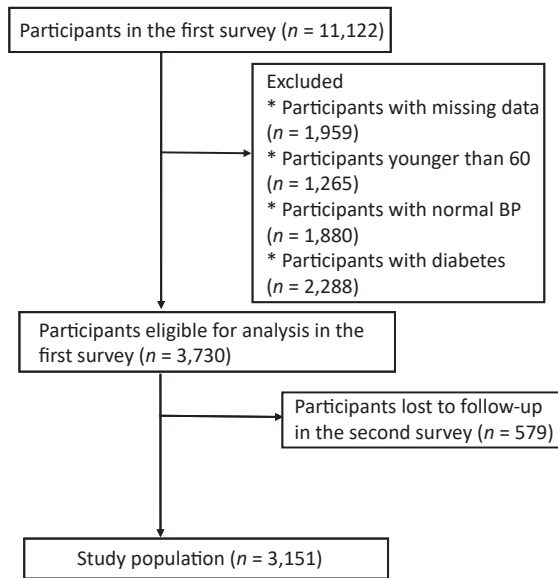 Participants in the first survey (n = 11,122)
Excluded
* Participants with missing data
(n = 1,959)
* Participants younger than 60
(n = 1,265)
* Participants with normal BP
(n = 1,880)
* Participants with diabetes
(n = 2,288)
Participants eligible for analysis in the
first survey (n = 3,730)
Participants lost to follow-up
in the second survey (n = 579)
Study population (n = 3,151)